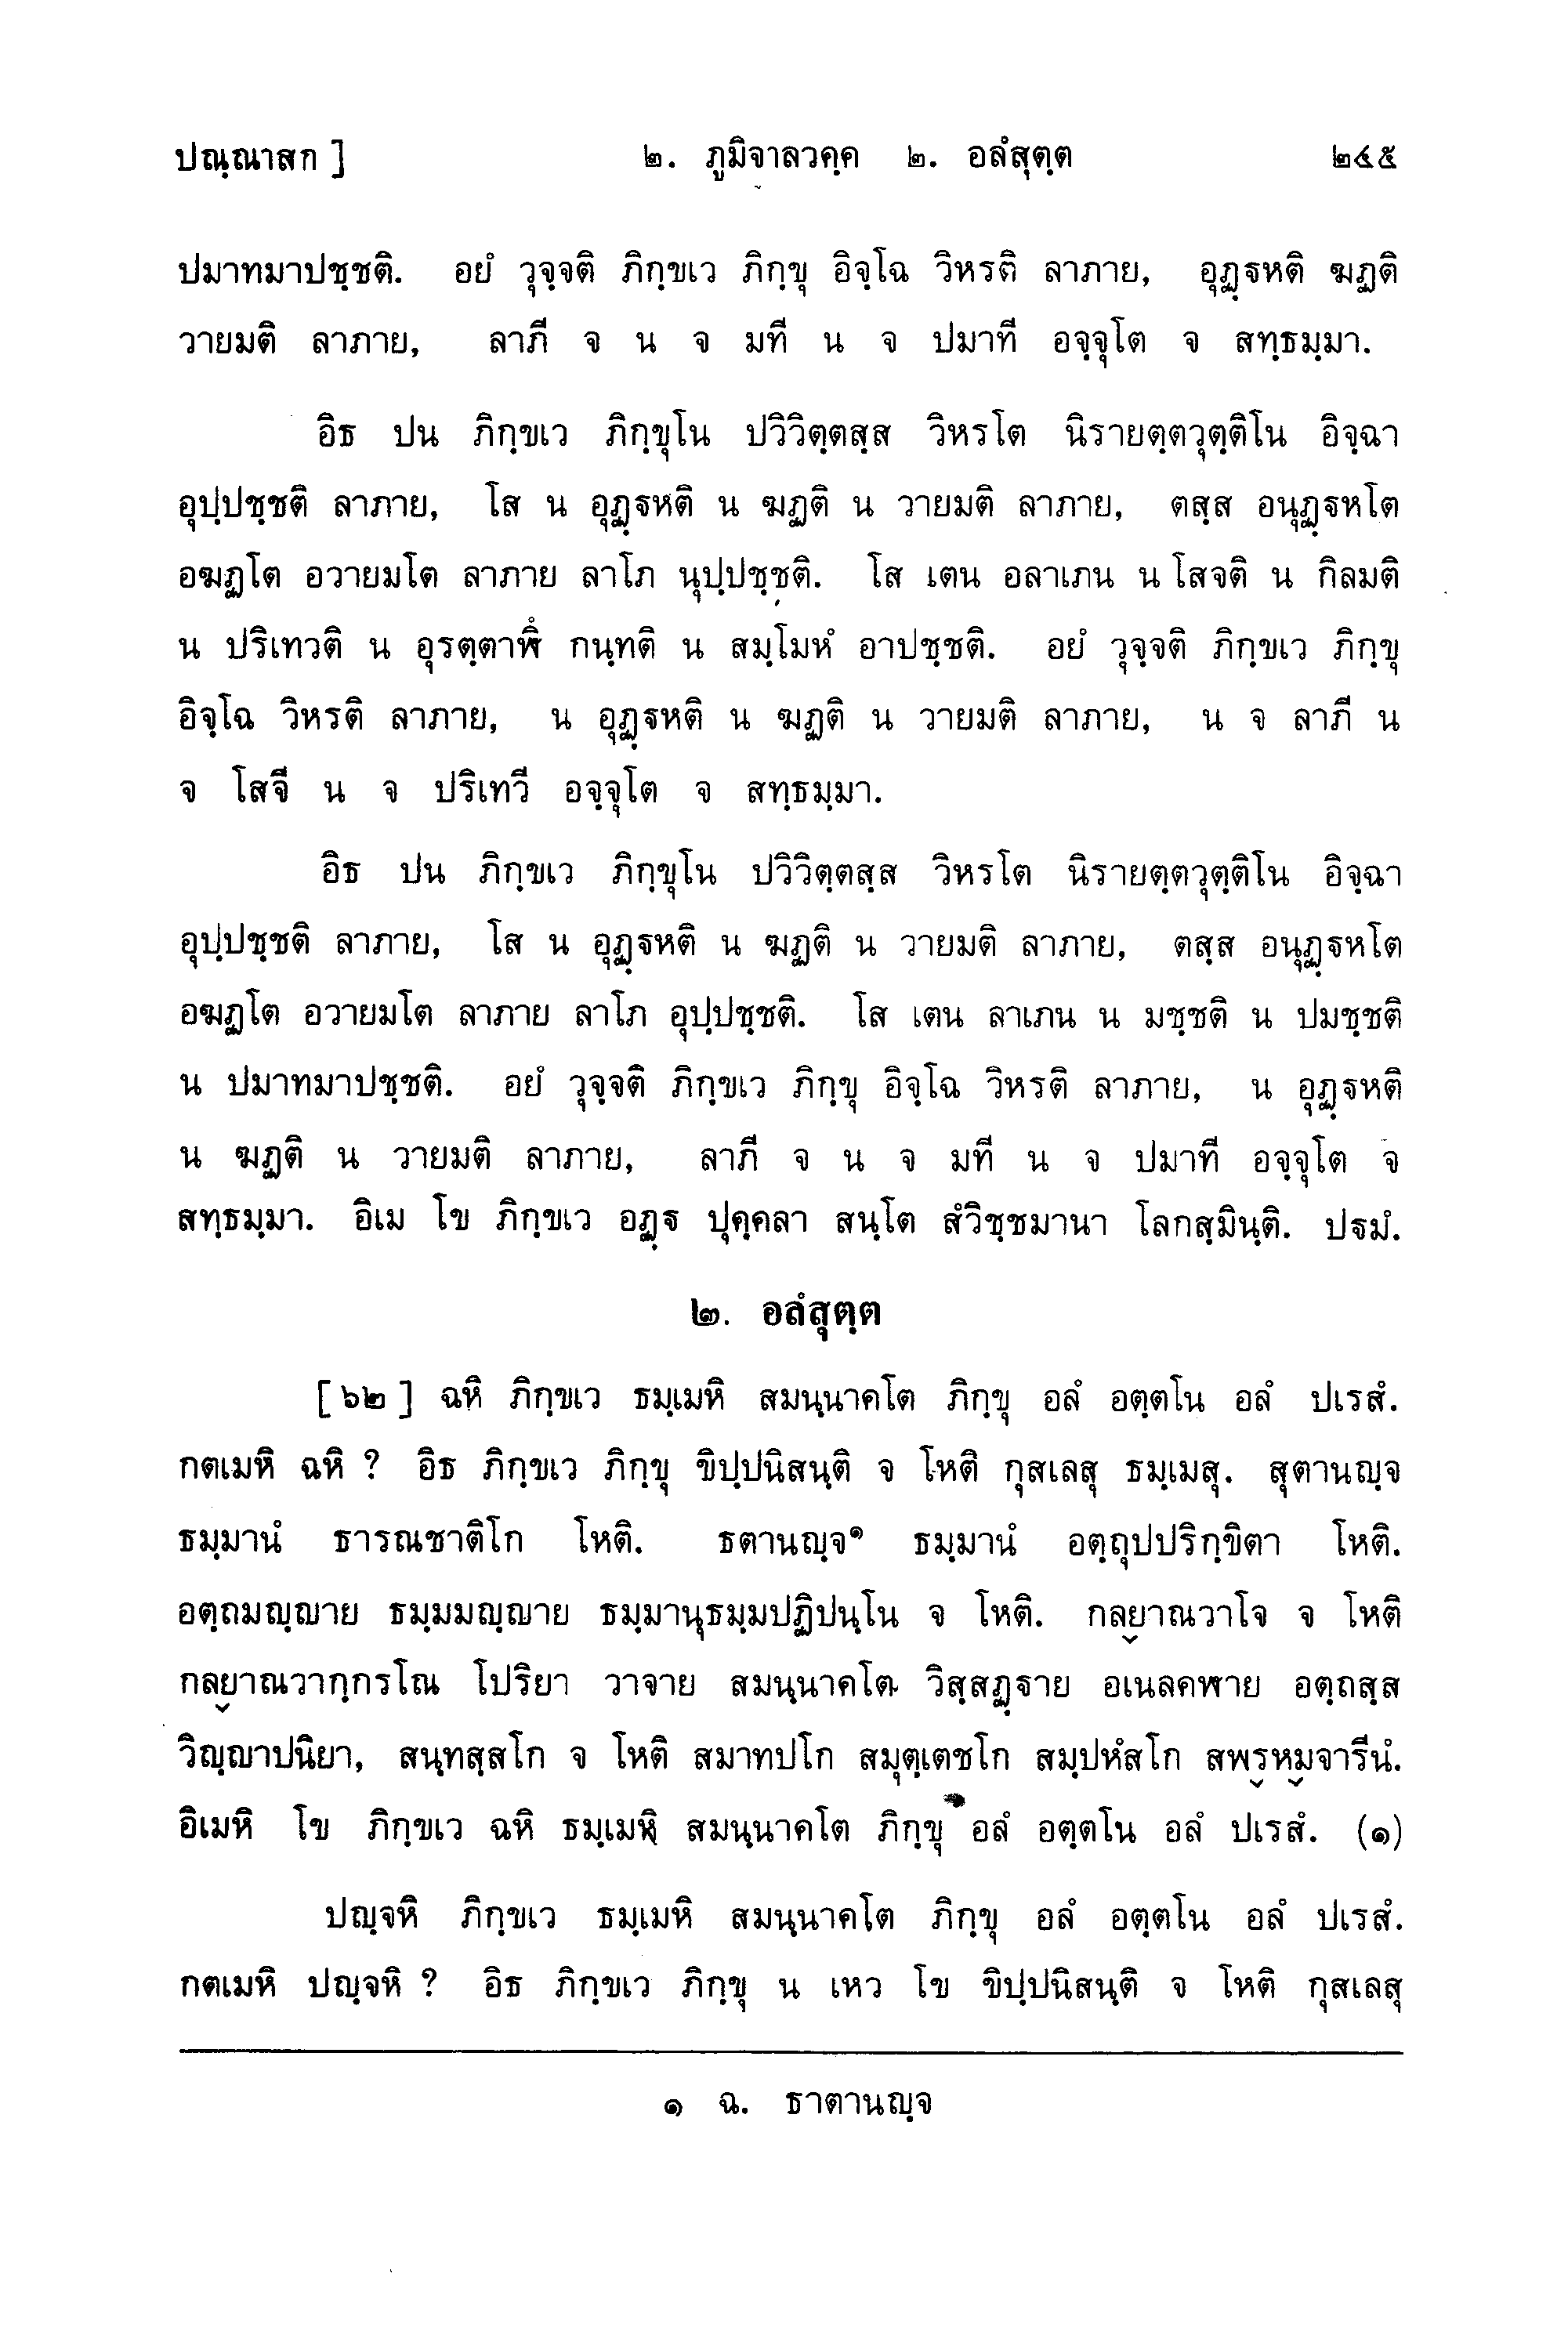 ปณฺณาสก ] ๒. ภูมิจาลวคฺค ๒. อลํสุตฺต ๒๔๕
ปมาทมาปชฺชติ. อยํ วุจฺจติ ภิกฺขเว ภิกฺขุ อิจฺโฉ วิหรติ ลาภาย, อุฏฺฐหติ ฆฏติ
วายมติ ลาภาย, ลาภี จ น จ มที น จ ปมาที อจฺจุโต จ สทฺธมฺมา.
อิธ ปน ภิกฺขเว ภิกฺขุโน ปวิวิตฺตสฺส วิหรโต นิรายตฺตวุตฺติโน อิจฺฉา
อุปฺปชฺชติ ลาภาย, โส น อุฏฺฐหติ น ฆฏติ น วายมติ ลาภาย, ตสฺส อนุฏฺฐหโต
อฆฏโต อวายมโต ลาภาย ลาโภ นุปฺปชฺชติ. โส เตน อลาเภน น โสจติ น กิลมติ
น ปริเทวติ น อุรตฺตาฬึ กนฺทติ น สมฺโมหํ อาปชฺชติ. อยํ วุจฺจติ ภิกฺขเว ภิกฺขุ
อิจฺโฉ วิหรติ ลาภาย, น อุฏฺฐหติ น ฆฏติ น วายมติ ลาภาย, น จ ลาภี น
จ โสจี น จ ปริเทวี อจฺจุโต จ สทฺธมฺมา.
อิธ ปน ภิกฺขเว ภิกฺขุโน ปวิวิตฺตสฺส วิหรโต นิรายตฺตวุตฺติโน อิจฺฉา
อุปฺปชฺชติ ลาภาย, โส น อุฏฺฐหติ น ฆฏติ น วายมติ ลาภาย, ตสฺส อนุฏฺฐหโต
อฆฏโต อวายมโต ลาภาย ลาโภ อุปฺปชฺชติ. โส เตน ลาเภน น มชฺชติ น ปมชฺชติ
น ปมาทมาปชฺชติ. อยํ วุจฺจติ ภิกฺขเว ภิกฺขุ อิจฺโฉ วิหรติ ลาภาย, น อุฏฺฐหติ
น ฆฏติ น วายมติ ลาภาย, ลาภี จ น จ มที น จ ปมาที อจฺจุโต จ
สทฺธมฺมา. อิเม โข ภิกฺขเว อฏฺฐ ปุคฺคลา สนฺโต สํวิชฺชมานา โลกสฺมินฺติ. ปฐมํ.
๒. อลํสุตฺต
[ ๖๒ ] ฉหิ ภิกฺขเว ธมฺเมหิ สมนฺนาคโต ภิกฺขุ อลํ อตฺตโน อลํ ปเรสํ.
กตเมหิ ฉหิ ? อิธ ภิกฺขเว ภิกฺขุ ขิปฺปนิสนฺติ จ โหติ กุสเลสุ ธมฺเมสุ. สุตานญฺจ
ธมฺมานํ ธารณชาติโก โหติ. ธตานญฺจ๑ ธมฺมานํ อตฺถุปปริกฺขิตา โหติ.
อตฺถมญฺญาย ธมฺมมญฺญาย ธมฺมานุธมฺมปฏิปนฺโน จ โหติ. กลฺยาณวาโจ จ โหติ
กลฺยาณวากฺกรโณ โปริยา วาจาย สมนฺนาคโต วิสฺสฏฺฐาย อเนลคฬาย อตฺถสฺส
วิญฺญาปนิยา, สนฺทสฺสโก จ โหติ สมาทปโก สมุตฺเตชโก สมฺปหํสโก สพฺรหฺมจารีนํ.
อิเมหิ โข ภิกฺขเว ฉหิ ธมฺเมหิ สมนฺนาคโต ภิกฺขุ อลํ อตฺตโน อลํ ปเรสํ. (๑)
ปญฺจหิ ภิกฺขเว ธมฺเมหิ สมนฺนาคโต ภิกฺขุ อลํ อตฺตโน อลํ ปเรสํ.
กตเมหิ ปญฺจหิ ? อิธ ภิกฺขเว ภิกฺขุ น เหว โข ขิปฺปนิสนฺติ จ โหติ กุสเลสุ
๑ ฉ. ธาตานญฺจ